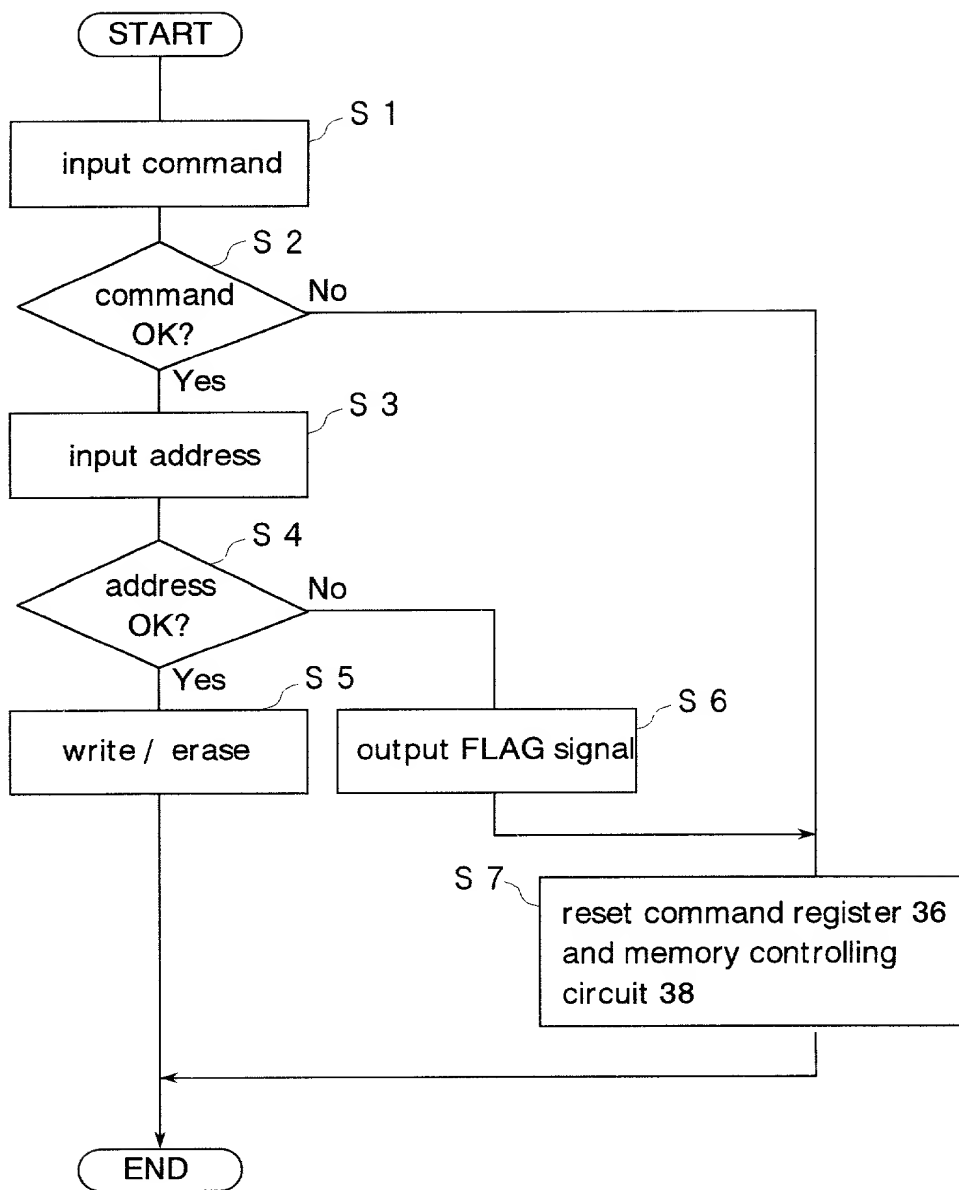 START
S 1
input command
S 2
command
OK?
No
Yes
S 3
input address
S 4
address
OK?
No
Yes
S 5
write / erase
S 6
output FLAG signal
S 7
reset command register 36
and memory controlling
circuit 38
END